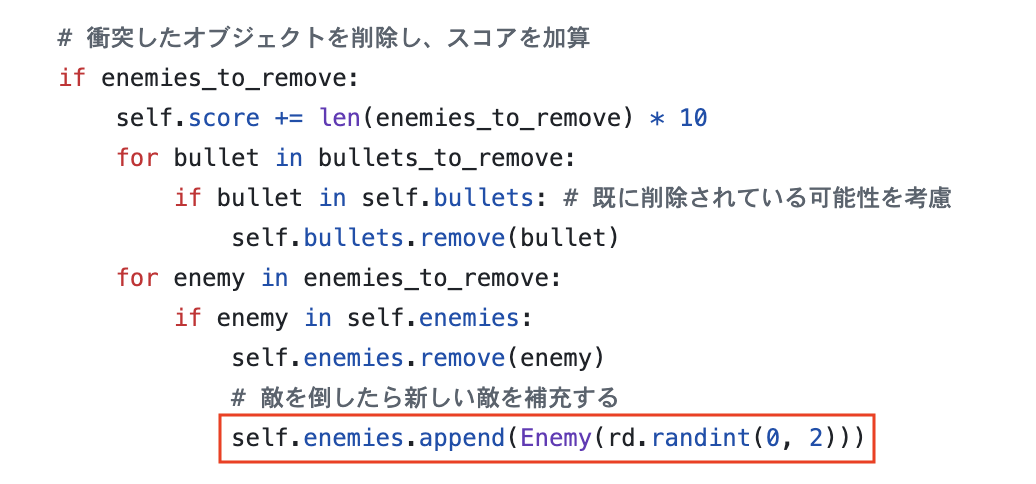 # 衝突したオブジェクトを削除し、スコアを加算
if enemies_to_remove:
    self.score += len(enemies_to_remove) * 10
    for bullet in bullets_to_remove:
        if bullet in self.bullets: # 既に削除されている可能性を考慮
            self.bullets.remove(bullet)
    for enemy in enemies_to_remove:
        if enemy in self.enemies:
            self.enemies.remove(enemy)
            # 敵を倒したら新しい敵を補充する
            self.enemies.append(Enemy(rd.randint(0, 2)))